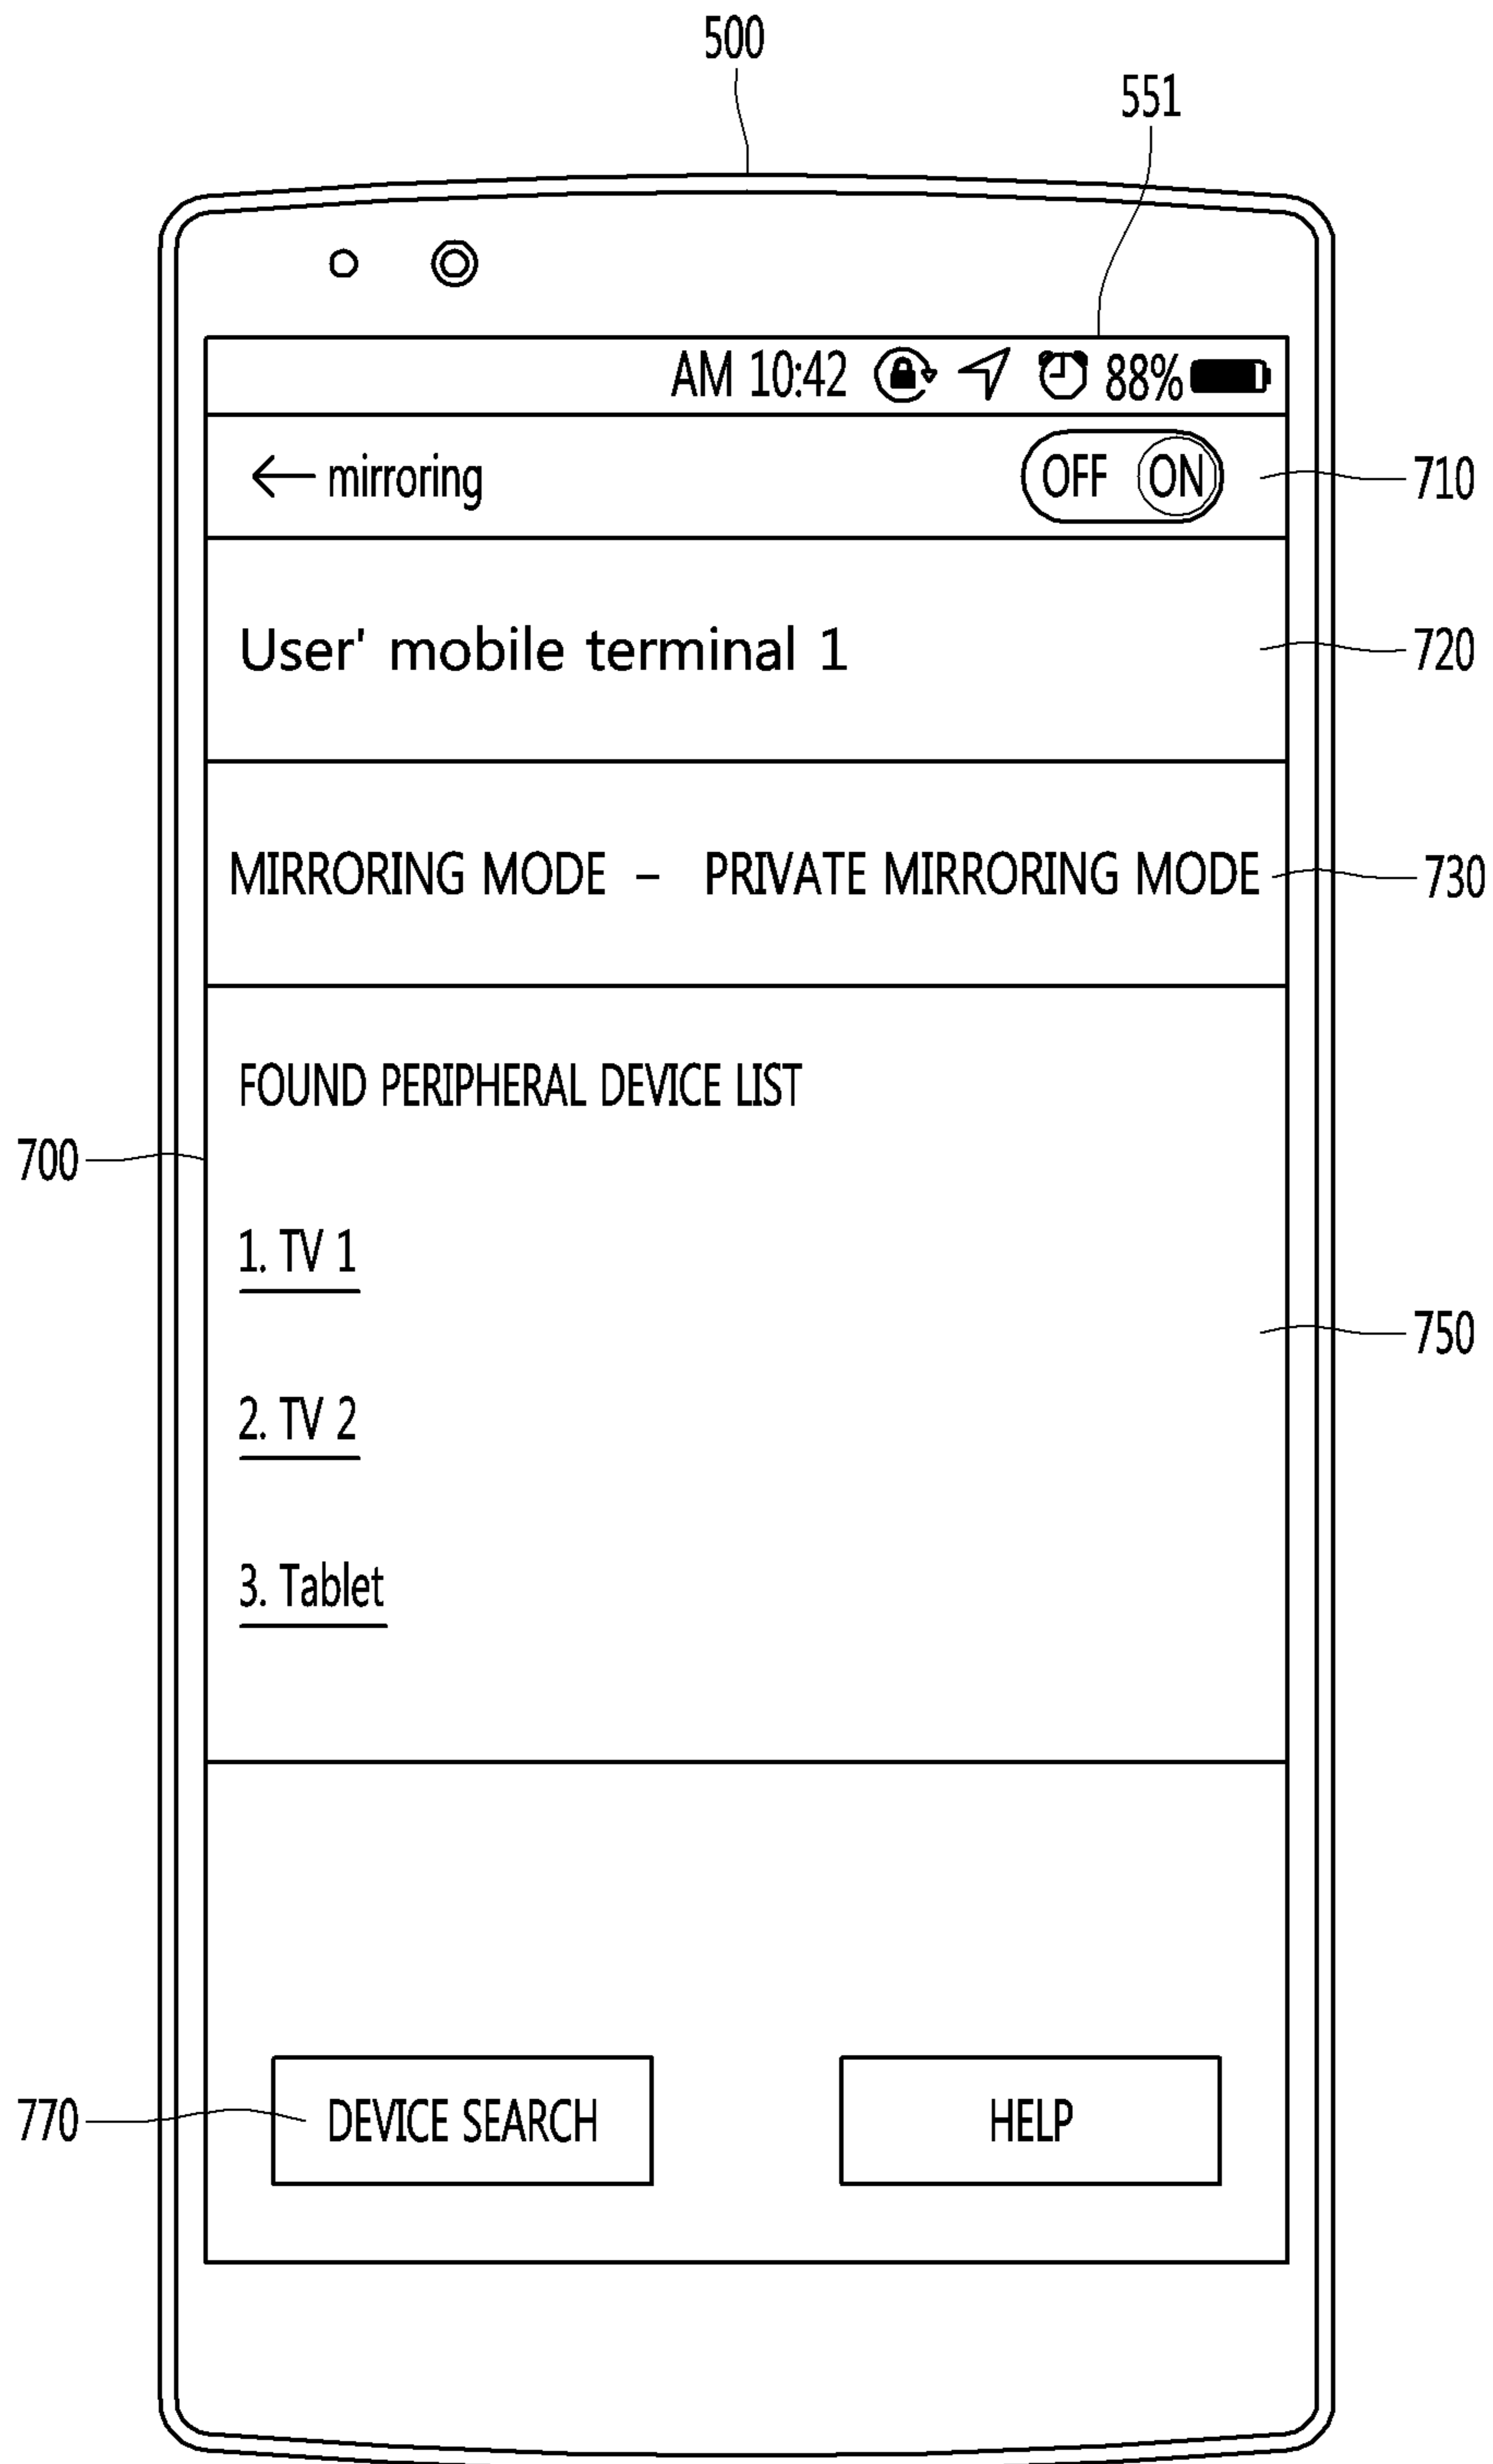 500
551
AM 10:42 88%
← mirroring OFF ON 710
User' mobile terminal 1 720
MIRRORING MODE – PRIVATE MIRRORING MODE 730
FOUND PERIPHERAL DEVICE LIST
700
1. TV 1
750
2. TV 2
3. Tablet
770 DEVICE SEARCH HELP